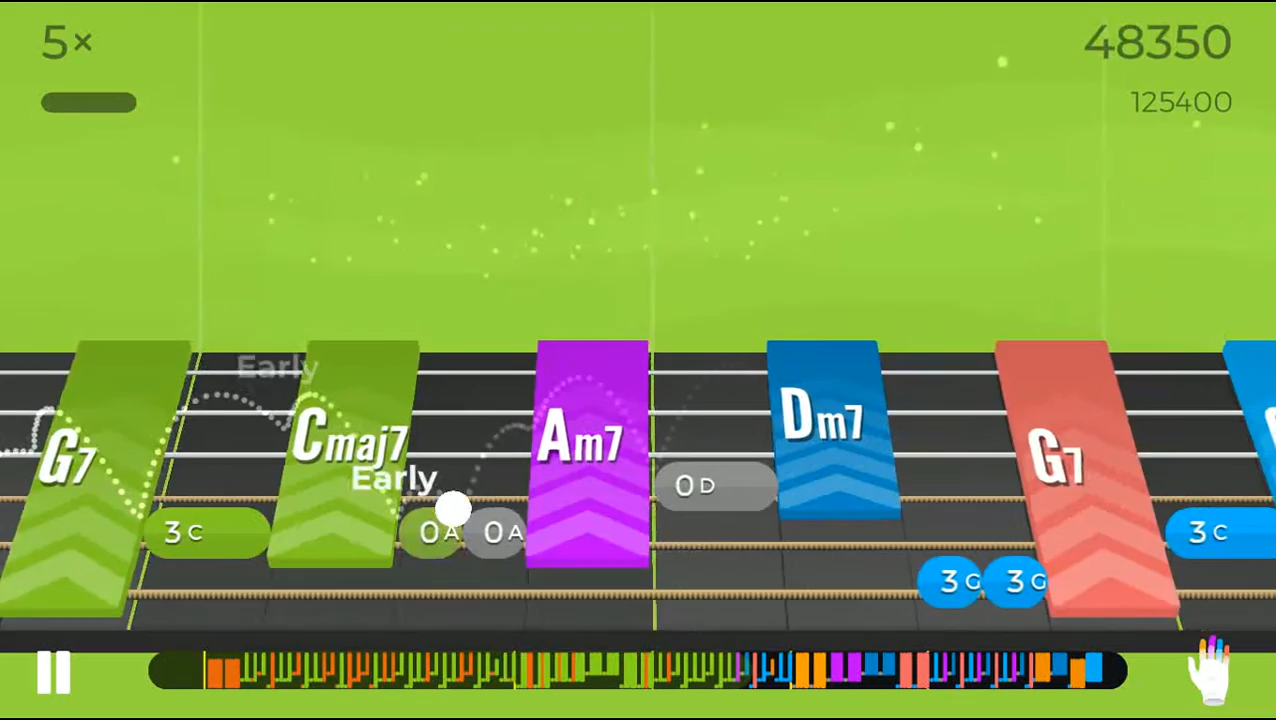 5×
48350
125400
Early
G7
Cmaj7
Am7
Dm7
G7
Early
0 D
3 C
0 A
0 A
3 C
3 G
3 G